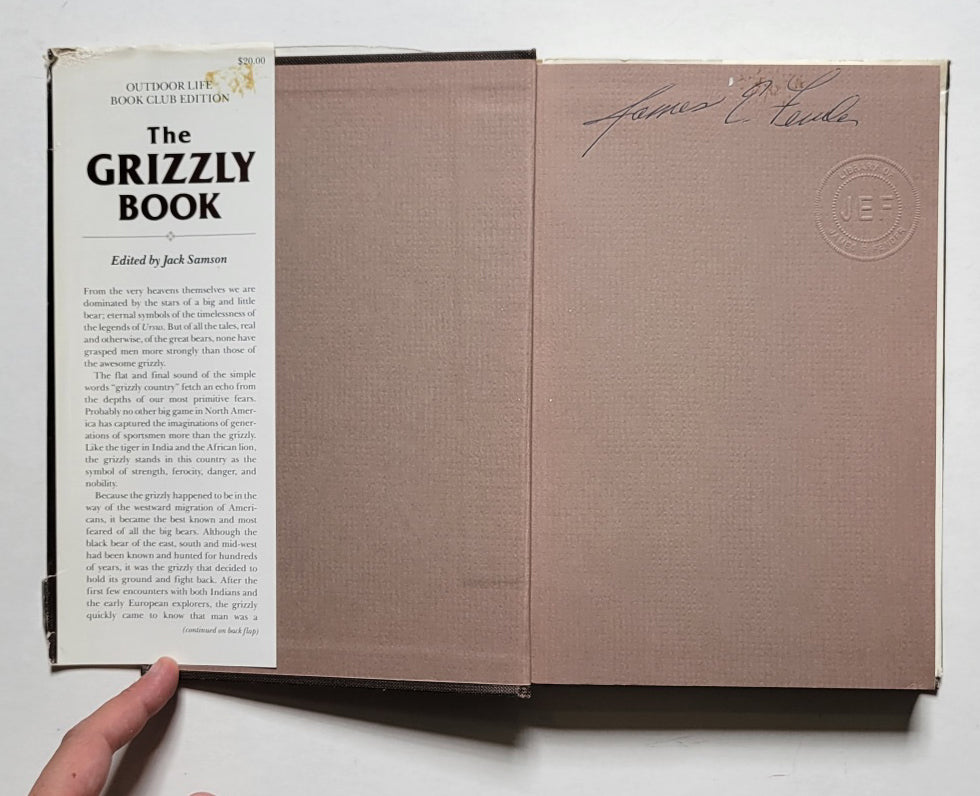 $20.00
OUTDOOR LIFE
BOOK CLUB EDITION
The
GRIZZLY
BOOK
Edited by Jack Samson
From the very heavens themselves we are
dominated by the stars of a big and little
bear; eternal symbols of the timelessness of
the legends of Ursus. But of all the tales, real
and otherwise, of the great bears, none have
grasped men more strongly than those of
the awesome grizzly.
The flat and final sound of the simple
words "grizzly country" fetch an echo from
the depths of our most primitive fears.
Probably no other big game in North Amer-
ica has captured the imaginations of gener-
ations of sportsmen more than the grizzly.
Like the tiger in India and the African lion,
the grizzly stands in this country as the
symbol of strength, ferocity, danger, and
nobility.
Because the grizzly happened to be in the
way of the westward migration of Ameri-
cans, it became the best known and most
feared of all the big bears. Although the
black bear of the east, south and mid-west
had been known and hunted for hundreds
of years, it was the grizzly that decided to
hold its ground and fight back. After the
first few encounters with both Indians and
the early European explorers, the grizzly
quickly came to know that man was a
(continued on back flap)
James E. 
LIBRARY OF
JEF
JAMES